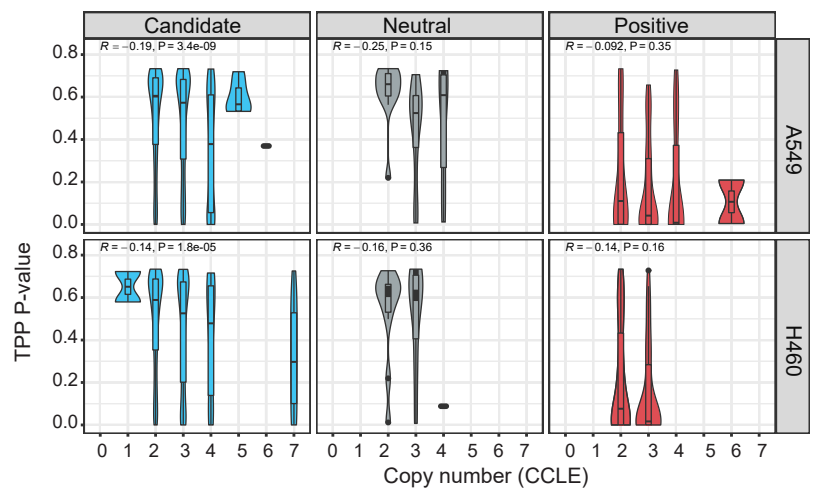 Candidate Neutral Positive
R = −0.19, P = 3.4e-09 R = −0.25, P = 0.15 R = −0.092, P = 0.35
0.8
0.6
0.4
0.2
0.0
A549
R = −0.14, P = 1.8e-05 R = −0.16, P = 0.36 R = −0.14, P = 0.16
0.8
0.6
0.4
0.2
0.0
H460
TPP P-value
0 1 2 3 4 5 6 7 0 1 2 3 4 5 6 7 0 1 2 3 4 5 6 7
Copy number (CCLE)